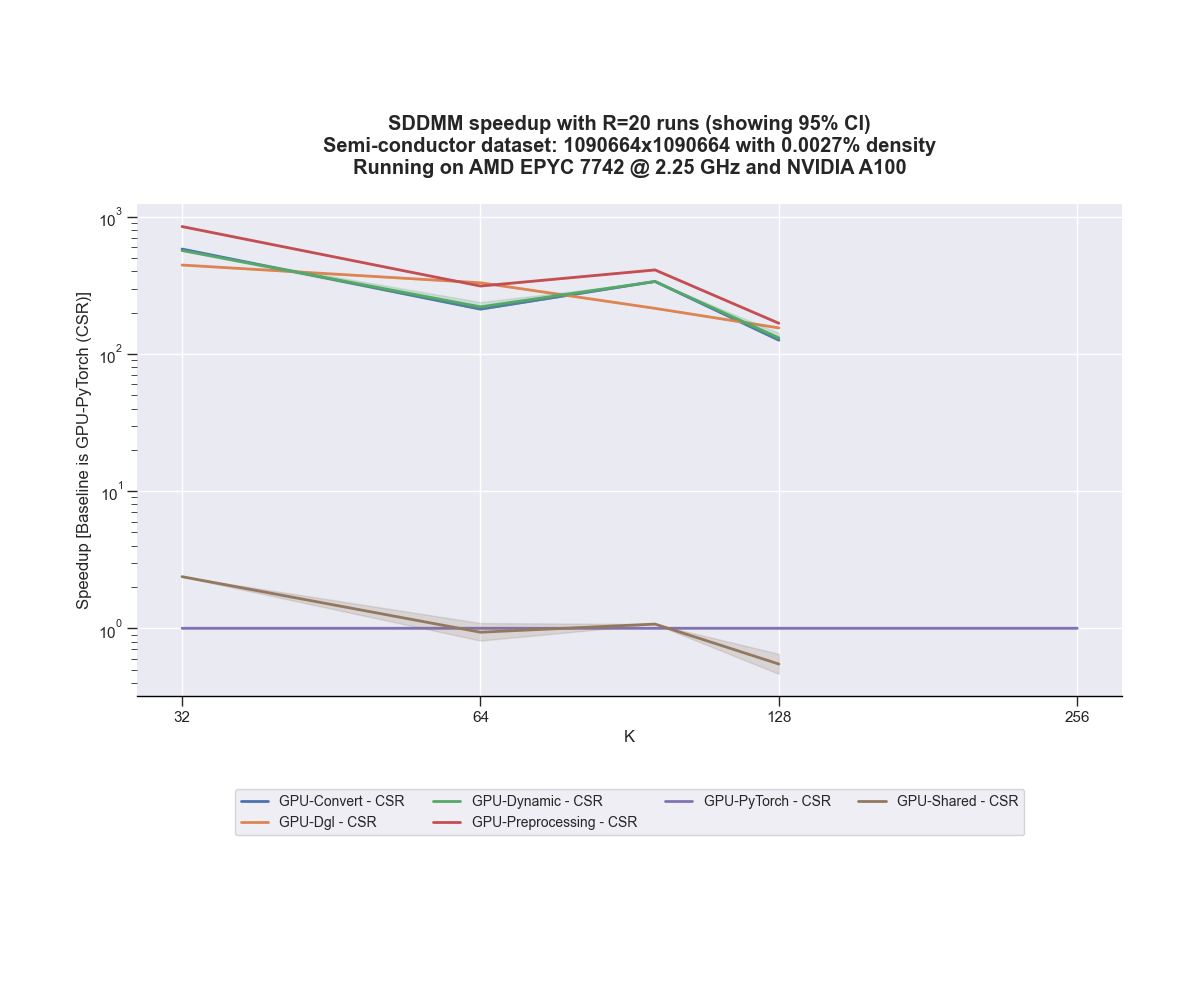 SDDMM speedup with R=20 runs (showing 95% CI)
Semi-conductor dataset: 1090664x1090664 with 0.0027% density
Running on AMD EPYC 7742 @ 2.25 GHz and NVIDIA A100
Speedup [Baseline is GPU-PyTorch (CSR)]
10^3
10^2
10^1
10^0
32 64 128 256
K
GPU-Convert - CSR GPU-Dynamic - CSR GPU-PyTorch - CSR GPU-Shared - CSR
GPU-Dgl - CSR GPU-Preprocessing - CSR